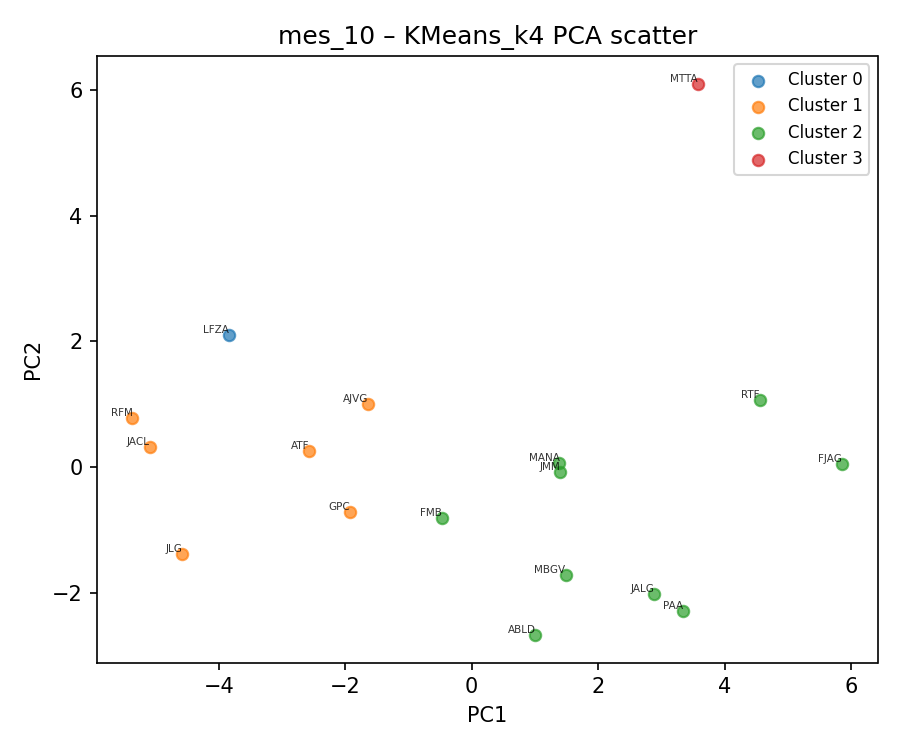 mes_10 – KMeans_k4 PCA scatter
MTTA
Cluster 0
Cluster 1
Cluster 2
Cluster 3
6
4
2
0
−2
PC2
LFZA
RFM
AJVG
RTF
JACL
ATF
MANA
JMM
FJAG
GPC
FMB
JLG
MBGV
JALG
PAA
ABLD
−4
−2
0
2
4
6
PC1